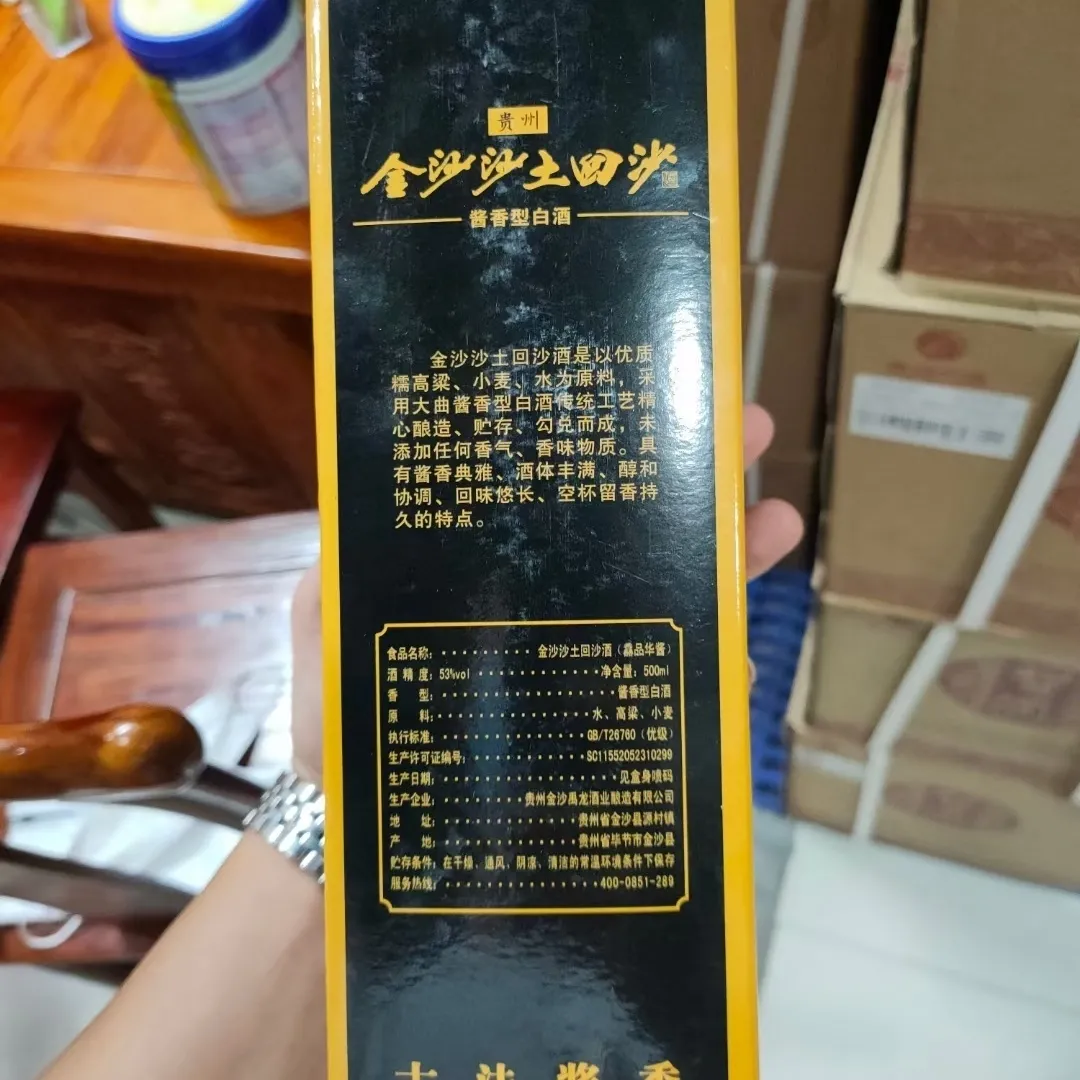 贵州
金沙沙土回沙
酱香型白酒
金沙沙土回沙酒是以优质
糯高粱、小麦、水为原料，采
用大曲酱香型白酒传统工艺精
心酿造、贮存、勾兑而成，未
添加任何香气、香味物质。具
有酱香典雅、酒体丰满、醇和
协调、回味悠长、空杯留香持
久的特点。
食品名称：金沙沙土回沙酒（麤品华酱）
酒精度：53%vol 净含量：500ml
香型：酱香型白酒
原料：水、高粱、小麦
执行标准：GB/T26760（优级）
生产许可证编号：SC11552052310299
生产日期：见盒身喷码
生产企业：贵州金沙禹龙酒业酿造有限公司
地址：贵州省金沙县源村镇
产地：贵州省毕节市金沙县
贮存条件：在干燥、通风、阴凉、清洁的常温环境条件下保存
服务热线：400-0851-289
古法酱香